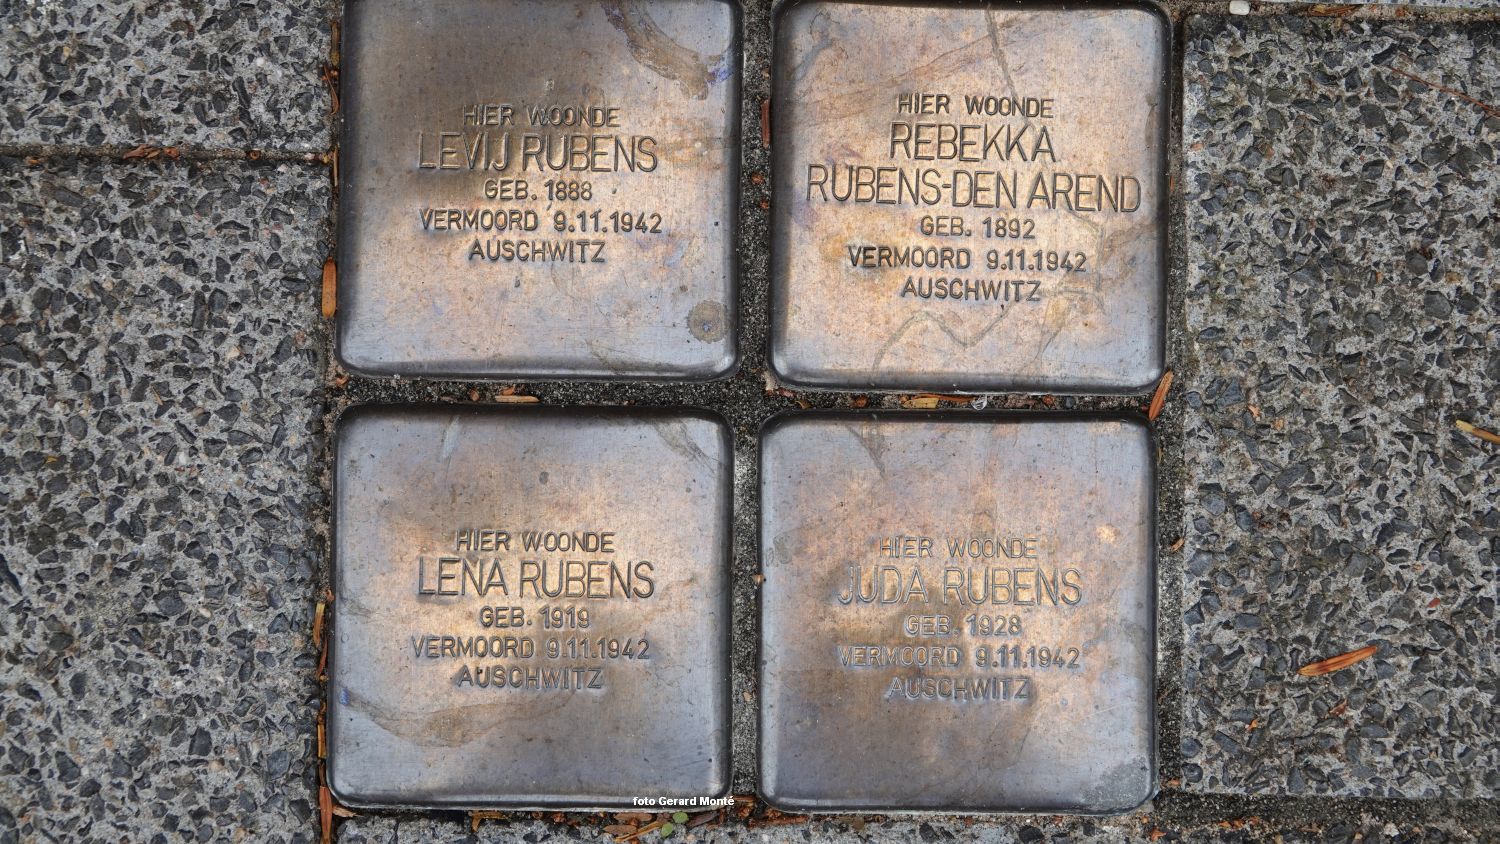 HIER WOONDE
LEVIJ RUBENS
GEB. 1888
VERMOORD 9.11.1942
AUSCHWITZ
HIER WOONDE
REBEKKA
RUBENS-DEN AREND
GEB. 1892
VERMOORD 9.11.1942
AUSCHWITZ
HIER WOONDE
LENA RUBENS
GEB. 1919
VERMOORD 9.11.1942
AUSCHWITZ
HIER WOONDE
JUDA RUBENS
GEB. 1928
VERMOORD 9.11.1942
AUSCHWITZ
foto Gerard Monté